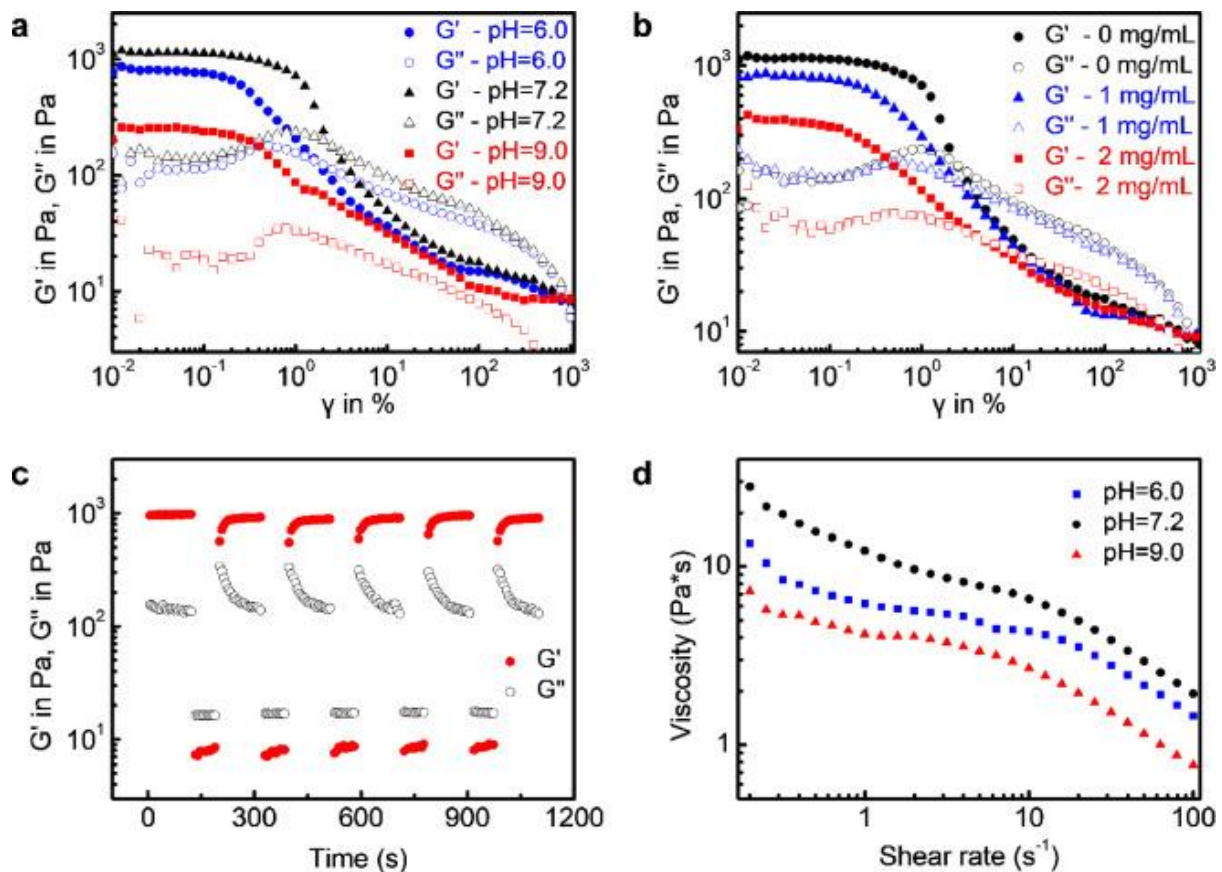 a
G', G" in Pa
10³
10²
10¹
G' - pH=6.0
G" - pH=6.0
G' - pH=7.2
G" - pH=7.2
G' - pH=9.0
G" - pH=9.0
10⁻² 10⁻¹ 10⁰ 10¹ 10² 10³
γ in %
b
G' in Pa, G" in Pa
10³
10²
10¹
G' - 0 mg/mL
G" - 0 mg/mL
G' - 1 mg/mL
G" - 1 mg/mL
G' - 2 mg/mL
G" - 2 mg/mL
10⁻² 10⁻¹ 10⁰ 10¹ 10² 10³
γ in %
c
G' in Pa, G" in Pa
10³
10²
10¹
G'
G"
0 300 600 900 1200
Time (s)
d
Viscosity (Pa*s)
10
1
pH=6.0
pH=7.2
pH=9.0
1 10 100
Shear rate (s⁻¹)